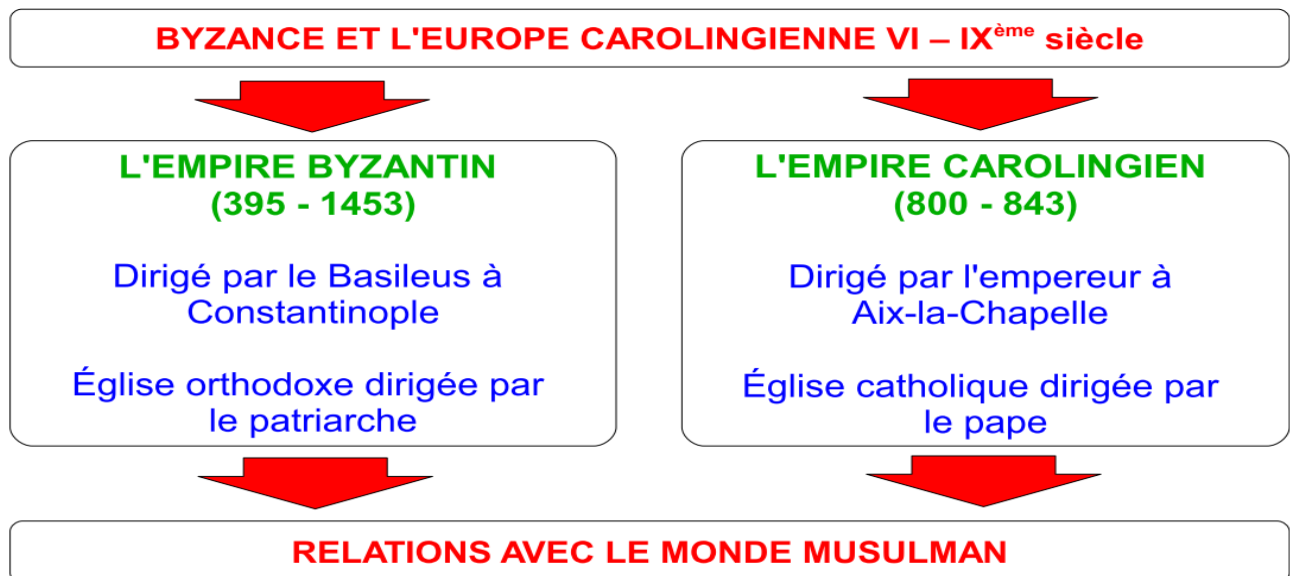 BYZANCE ET L'EUROPE CAROLINGIENNE VI – IXème siècle
L'EMPIRE BYZANTIN
(395 - 1453)
Dirigé par le Basileus à
Constantinople
Église orthodoxe dirigée par
le patriarche
L'EMPIRE CAROLINGIEN
(800 - 843)
Dirigé par l'empereur à
Aix-la-Chapelle
Église catholique dirigée par
le pape
RELATIONS AVEC LE MONDE MUSULMAN